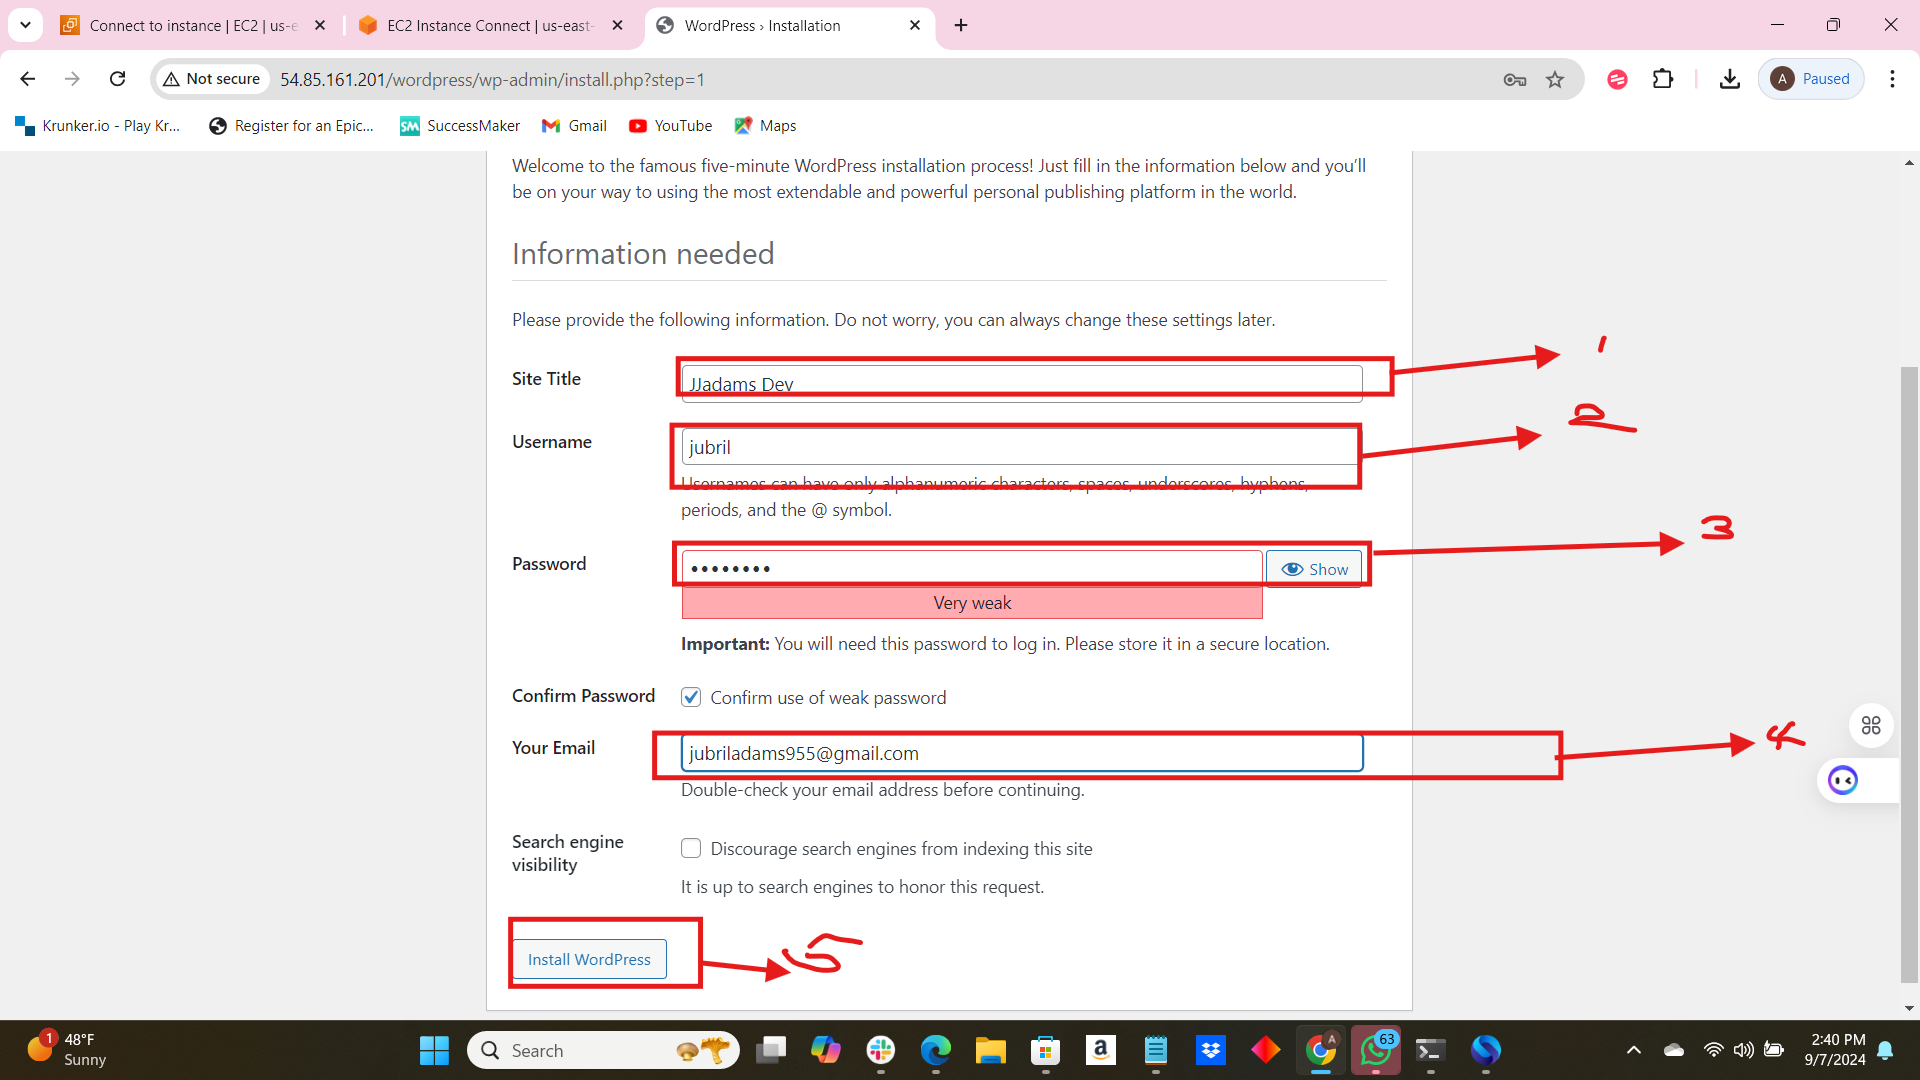 Connect to instance | EC2 | us-e
EC2 Instance Connect | us-east-
WordPress › Installation
Not secure
54.85.161.201/wordpress/wp-admin/install.php?step=1
A
Paused
Krunker.io - Play Kr...
Register for an Epic...
SM
SuccessMaker
Gmail
YouTube
Maps
Welcome to the famous five-minute WordPress installation process! Just fill in the information below and you’ll
be on your way to using the most extendable and powerful personal publishing platform in the world.
Information needed
Please provide the following information. Do not worry, you can always change these settings later.
Site Title
JJadams Dev
1
Username
jubril
2
Usernames can have only alphanumeric characters, spaces, underscores, hyphens,
periods, and the @ symbol.
Password
••••••••
Show
3
Very weak
Important: You will need this password to log in. Please store it in a secure location.
Confirm Password
Confirm use of weak password
Your Email
jubriladams955@gmail.com
4
Double-check your email address before continuing.
Search engine
visibility
Discourage search engines from indexing this site
It is up to search engines to honor this request.
Install WordPress
5
1
48°F
Sunny
Search
a
A
63
2:40 PM
9/7/2024